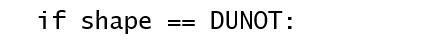 if shape == DUNOT: